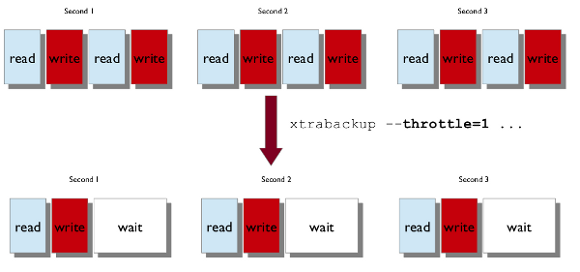 Second 1 Second 2 Second 3
read write read write read write read write read write read write
xtrabackup --throttle=1 ...
Second 1 Second 2 Second 3
read write wait read write wait read write wait